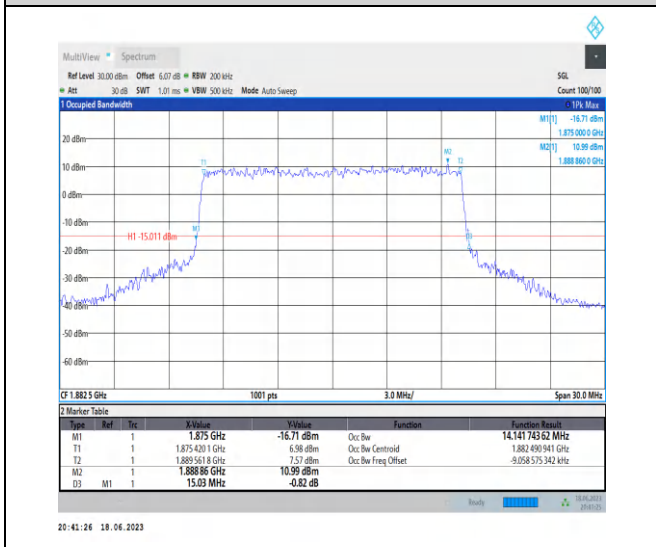 MultiView Spectrum
Ref Level 30.00 dBm Offset 6.07 dB RBW 200 kHz SGL
Att 30 dB SWT 1.01 ms VBW 500 kHz Mode Auto Sweep Count 100/100
1 Occupied Bandwidth 1Pk Max
M1[1] -16.71 dBm
1.875 000 0 GHz
M2[1] 10.99 dBm
1.888 860 0 GHz
20 dBm
M2
T1 T2
10 dBm
0 dBm
-10 dBm
M1
H1 -15.011 dBm D3
-20 dBm
-30 dBm
-40 dBm
-50 dBm
-60 dBm
CF 1.882 5 GHz 1001 pts 3.0 MHz/ Span 30.0 MHz
2 Marker Table
Type Ref Trc X-Value Y-Value Function Function Result
M1 1 1.875 GHz -16.71 dBm Occ Bw 14.141 743 62 MHz
T1 1 1.875 420 1 GHz 6.98 dBm Occ Bw Centroid 1.882 490 941 GHz
T2 1 1.889 561 8 GHz 7.57 dBm Occ Bw Freq Offset -9.058 575 342 kHz
M2 1 1.888 86 GHz 10.99 dBm
D3 M1 1 15.03 MHz -0.82 dB
Ready 18.06.2023
20:41:25
20:41:26 18.06.2023